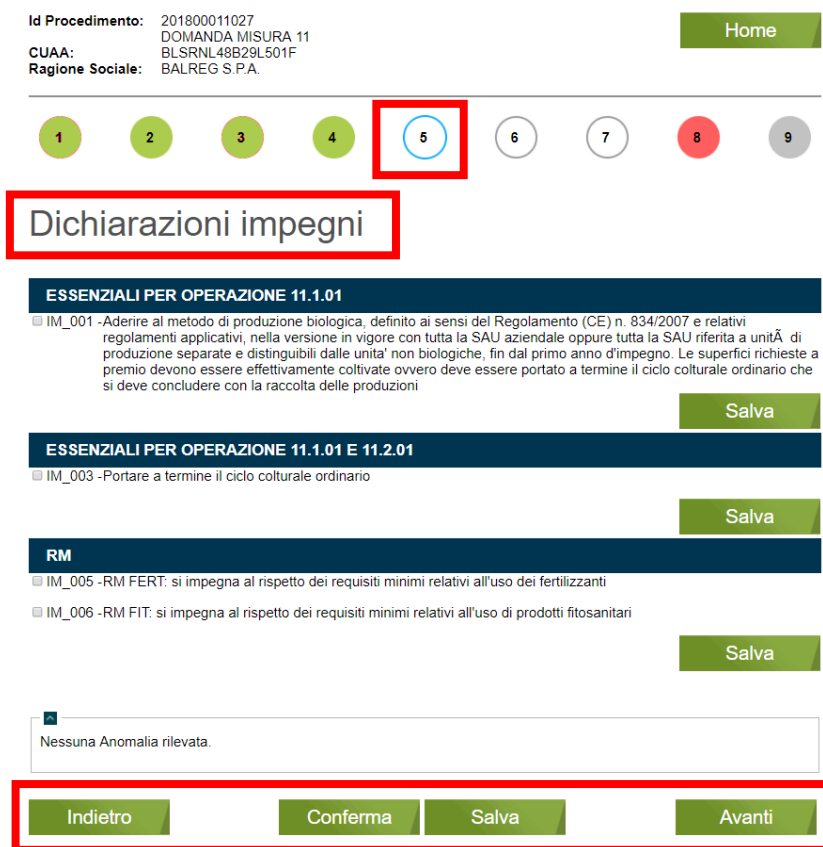 Id Procedimento: 201800011027
DOMANDA MISURA 11
CUAA: BLSRNL48B29L501F
Ragione Sociale: BALREG S.P.A.
Home
1 2 3 4 5 6 7 8 9
Dichiarazioni impegni
ESSENZIALI PER OPERAZIONE 11.1.01
IM_001 -Aderire al metodo di produzione biologica, definito ai sensi del Regolamento (CE) n. 834/2007 e relativi
regolamenti applicativi, nella versione in vigore con tutta la SAU aziendale oppure tutta la SAU riferita a unitÃ di
produzione separate e distinguibili dalle unita' non biologiche, fin dal primo anno d'impegno. Le superfici richieste a
premio devono essere effettivamente coltivate ovvero deve essere portato a termine il ciclo colturale ordinario che
si deve concludere con la raccolta delle produzioni
Salva
ESSENZIALI PER OPERAZIONE 11.1.01 E 11.2.01
IM_003 -Portare a termine il ciclo colturale ordinario
Salva
RM
IM_005 -RM FERT: si impegna al rispetto dei requisiti minimi relativi all'uso dei fertilizzanti
IM_006 -RM FIT: si impegna al rispetto dei requisiti minimi relativi all'uso di prodotti fitosanitari
Salva
Nessuna Anomalia rilevata.
Indietro Conferma Salva Avanti